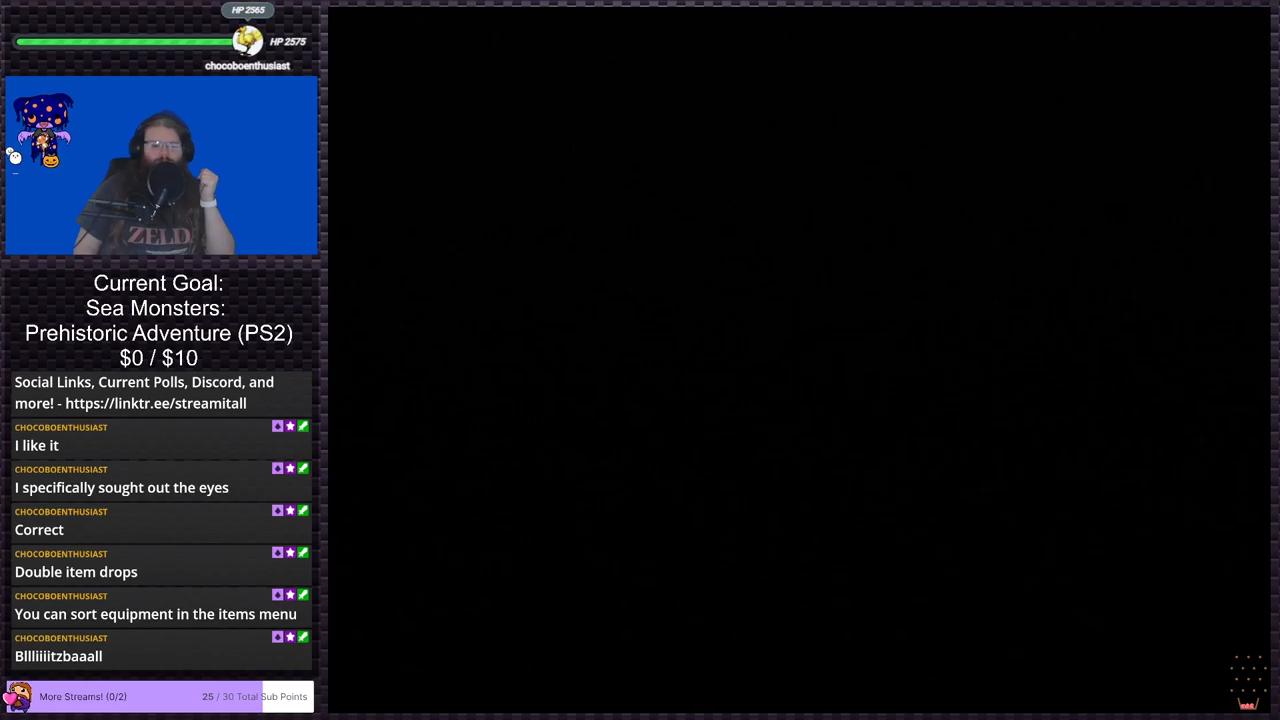 HP 2565
HP 2575
chocoboenthusiast
ZELD
Current Goal:
Sea Monsters:
Prehistoric Adventure (PS2)
$0 / $10
Social Links, Current Polls, Discord, and
more! - https://linktr.ee/streamitall
CHOCOBOENTHUSIAST
I like it
CHOCOBOENTHUSIAST
I specifically sought out the eyes
CHOCOBOENTHUSIAST
Correct
CHOCOBOENTHUSIAST
Double item drops
CHOCOBOENTHUSIAST
You can sort equipment in the items menu
CHOCOBOENTHUSIAST
Bllliiiitzbaaall
More Streams! (0/2)
25 / 30 Total Sub Points